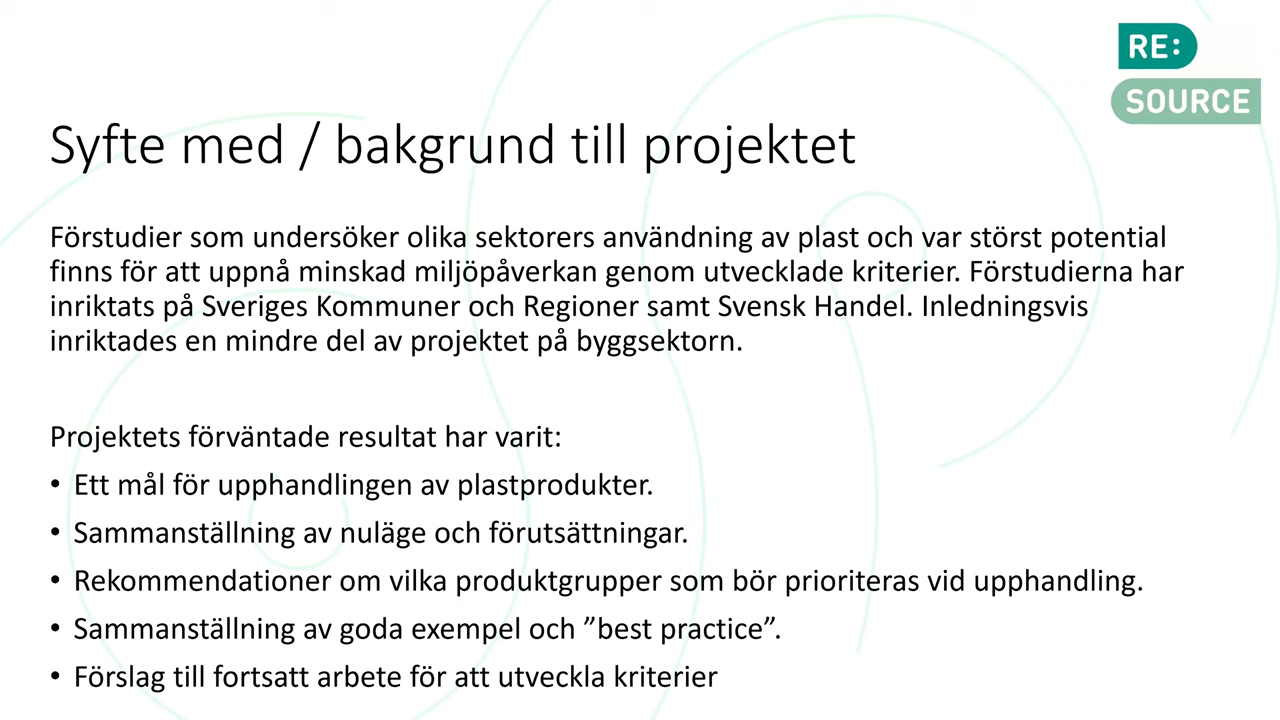 RE:
SOURCE
Syfte med / bakgrund till projektet
Förstudier som undersöker olika sektorers användning av plast och var störst potential
finns för att uppnå minskad miljöpåverkan genom utvecklade kriterier. Förstudierna har
inriktats på Sveriges Kommuner och Regioner samt Svensk Handel. Inledningsvis
inriktades en mindre del av projektet på byggsektorn.
Projektets förväntade resultat har varit:
• Ett mål för upphandlingen av plastprodukter.
• Sammanställning av nuläge och förutsättningar.
• Rekommendationer om vilka produktgrupper som bör prioriteras vid upphandling.
• Sammanställning av goda exempel och ”best practice”.
• Förslag till fortsatt arbete för att utveckla kriterier